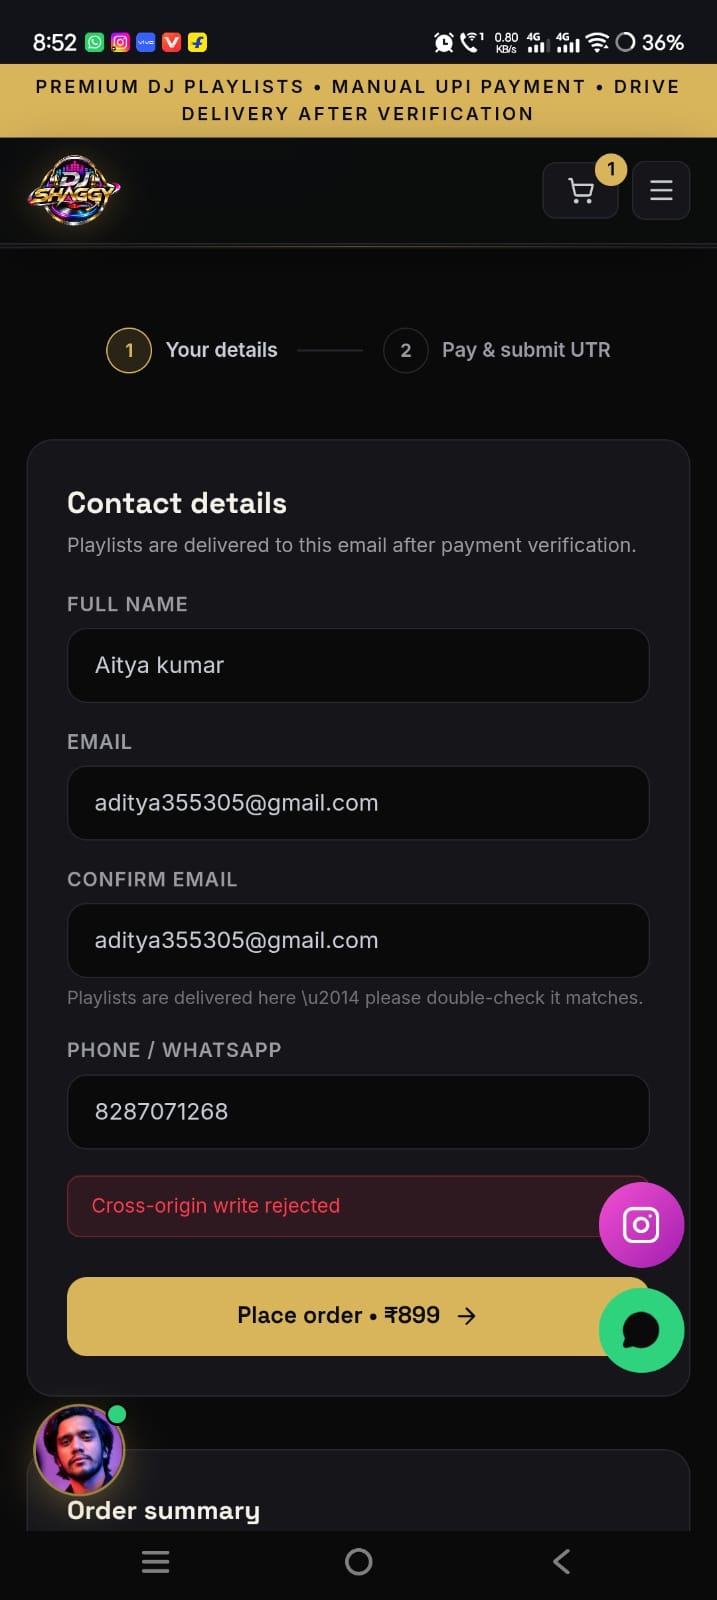 8:52
vivo
0.80
KB/s
4G
4G
36%
PREMIUM DJ PLAYLISTS • MANUAL UPI PAYMENT • DRIVE
DELIVERY AFTER VERIFICATION
DJ
SHAGGY
1
1 Your details
2 Pay & submit UTR
Contact details
Playlists are delivered to this email after payment verification.
FULL NAME
Aitya kumar
EMAIL
aditya355305@gmail.com
CONFIRM EMAIL
aditya355305@gmail.com
Playlists are delivered here \u2014 please double-check it matches.
PHONE / WHATSAPP
8287071268
Cross-origin write rejected
Place order • ₹899 →
Order summary